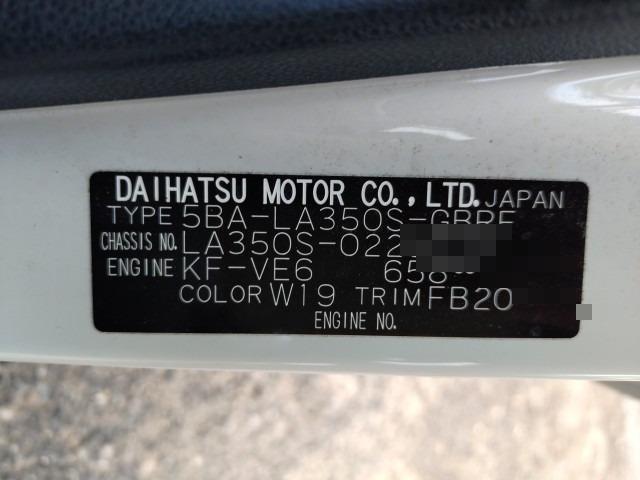 DAIHATSU MOTOR CO., LTD. JAPAN
TYPE 5BA-LA350S-GBRF
CHASSIS NO. LA350S-022
ENGINE KF-VE6 658 cc
COLOR W19 TRIM FB20
ENGINE NO.